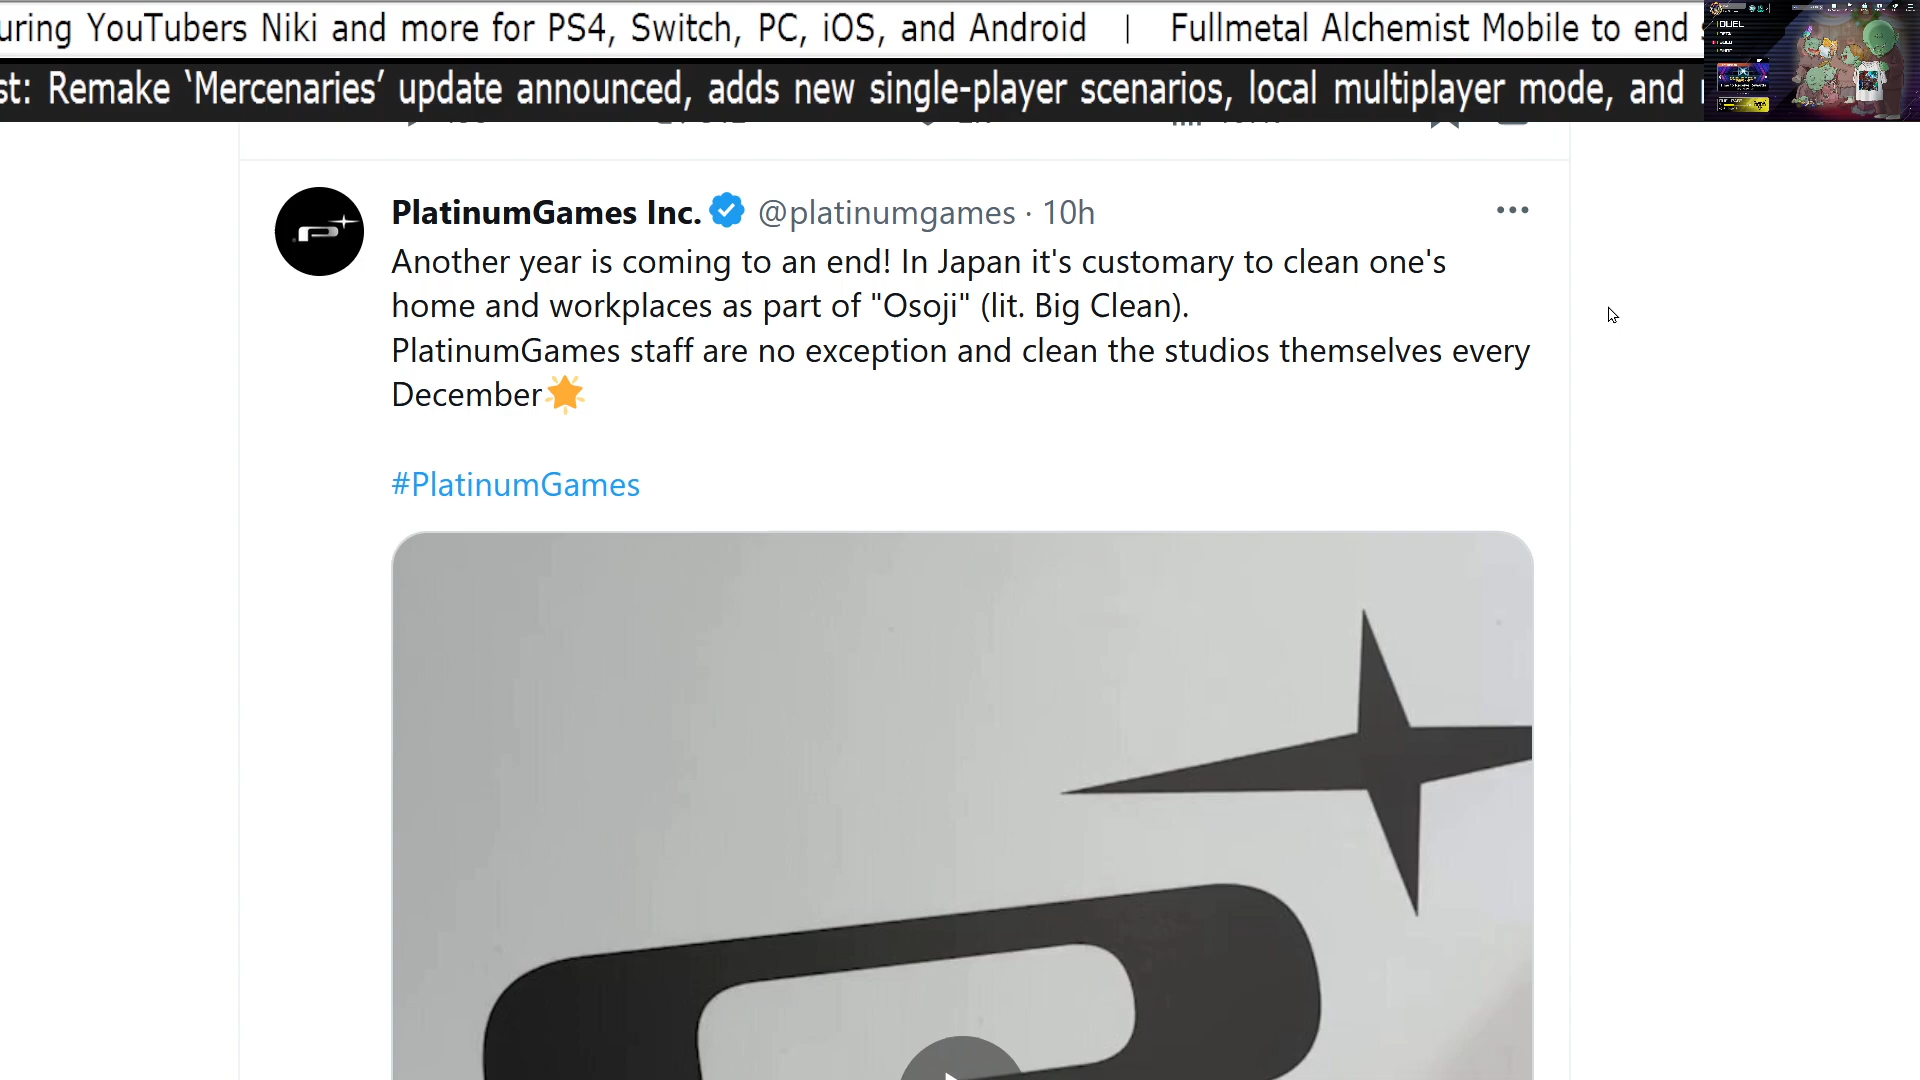 uring YouTubers Niki and more for PS4, Switch, PC, iOS, and Android | Fullmetal Alchemist Mobile to end
st: Remake ‘Mercenaries’ update announced, adds new single-player scenarios, local multiplayer mode, and
DUEL
PlatinumGames Inc. @platinumgames · 10h
Another year is coming to an end! In Japan it's customary to clean one's
home and workplaces as part of "Osoji" (lit. Big Clean).
PlatinumGames staff are no exception and clean the studios themselves every
December🌟
#PlatinumGames